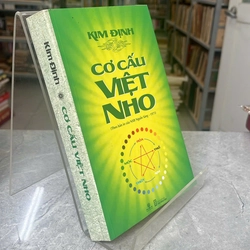 KIM ĐỊNH
CƠ CẤU
VIỆT
NHO
Kim Định
CƠ CẤU VIỆT NHO